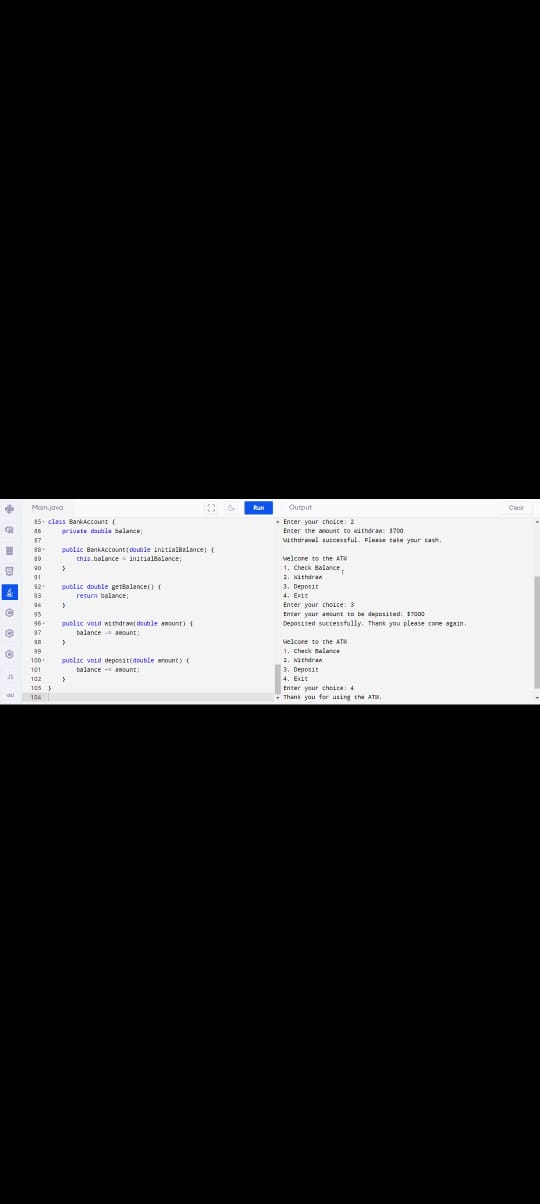 Main.java
Run
Output
Clear
85 class BankAccount {
86 private double balance;
87
88 public BankAccount(double initialBalance) {
89 this.balance = initialBalance;
90 }
91
92 public double getBalance() {
93 return balance;
94 }
95
96 public void withdraw(double amount) {
97 balance -= amount;
98 }
99
100 public void deposit(double amount) {
101 balance -= amount;
102 }
103 }
104
Enter your choice: 2
Enter the amount to withdraw: $700
Withdrawal successful. Please take your cash.
Welcome to the ATM
1. Check Balance
2. Withdraw
3. Deposit
4. Exit
Enter your choice: 3
Enter your amount to be deposited: $7000
Deposited successfully. Thank you please come again.
Welcome to the ATM
1. Check Balance
2. Withdraw
3. Deposit
4. Exit
Enter your choice: 4
Thank you for using the ATM.
JS